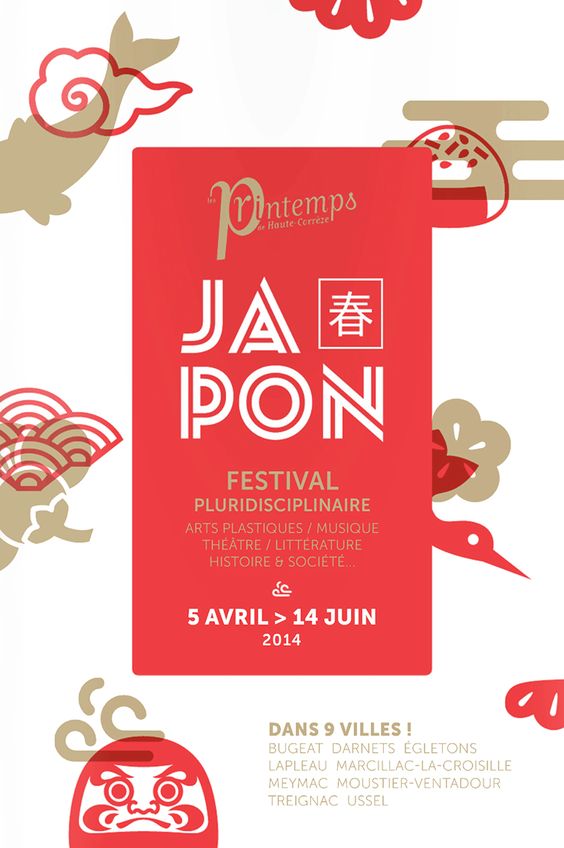 les Printemps
de Haute-Corrèze
JA 春
PON
FESTIVAL
PLURIDISCIPLINAIRE
ARTS PLASTIQUES / MUSIQUE
THÉÂTRE / LITTÉRATURE
HISTOIRE & SOCIÉTÉ...
5 AVRIL > 14 JUIN
2014
DANS 9 VILLES !
BUGEAT DARNETS ÉGLETONS
LAPLEAU MARCILLAC-LA-CROISILLE
MEYMAC MOUSTIER-VENTADOUR
TREIGNAC USSEL